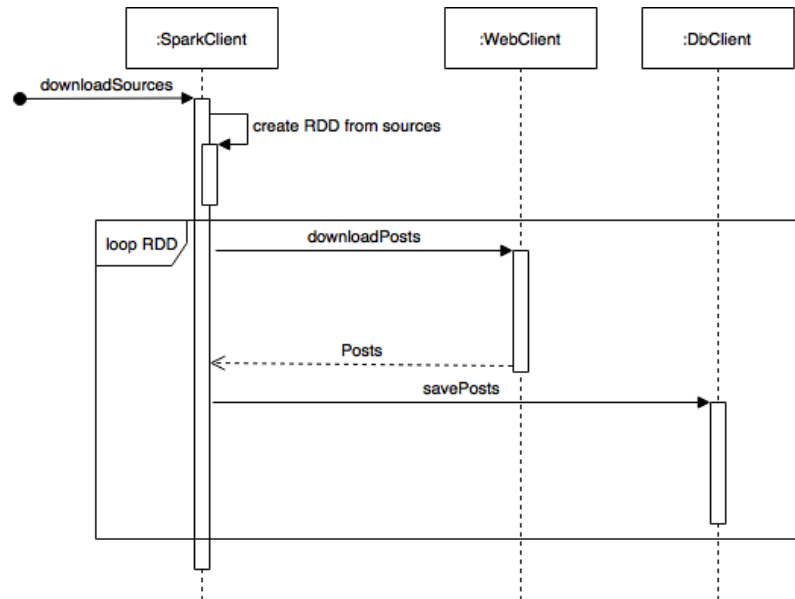 :SparkClient
:WebClient
:DbClient
downloadSources
create RDD from sources
loop RDD
downloadPosts
Posts
savePosts